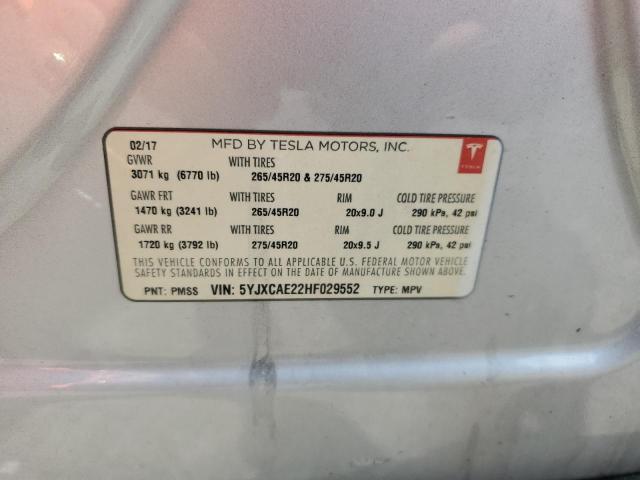 02/17 MFD BY TESLA MOTORS, INC.
GVWR WITH TIRES
3071 kg (6770 lb) 265/45R20 & 275/45R20
TESLA
GAWR FRT WITH TIRES RIM COLD TIRE PRESSURE
1470 kg (3241 lb) 265/45R20 20x9.0 J 290 kPa, 42 psi
GAWR RR WITH TIRES RIM COLD TIRE PRESSURE
1720 kg (3792 lb) 275/45R20 20x9.5 J 290 kPa, 42 psi
THIS VEHICLE CONFORMS TO ALL APPLICABLE U.S. FEDERAL MOTOR VEHICLE
SAFETY STANDARDS IN EFFECT ON THE DATE OF MANUFACTURE SHOWN ABOVE.
PNT: PMSS VIN: 5YJXCAE22HF029552 TYPE: MPV